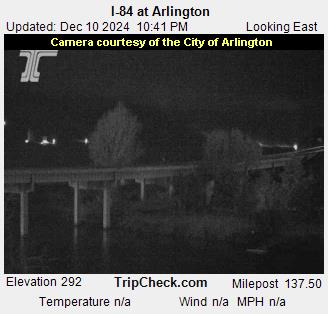 I-84 at Arlington
Updated: Dec 10 2024 10:41 PM Looking East
Camera courtesy of the City of Arlington
Elevation 292 TripCheck.com Milepost 137.50
Temperature n/a Wind n/a MPH n/a